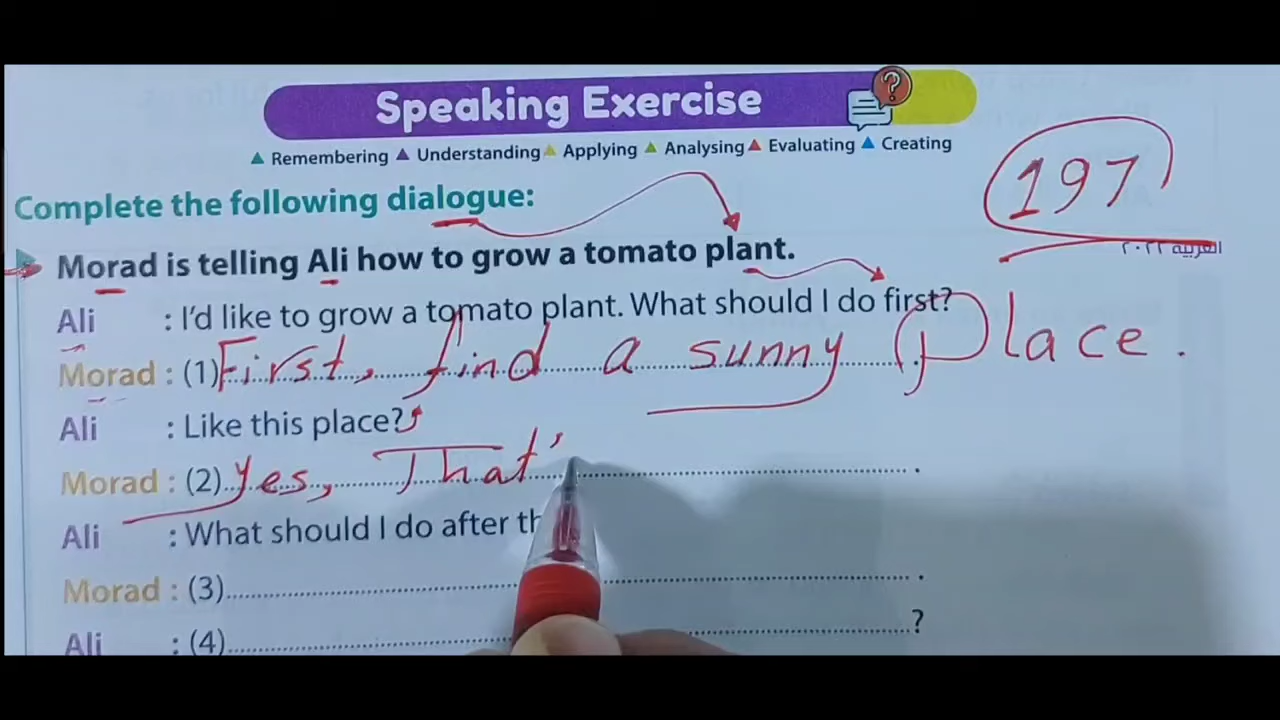 Speaking Exercise
Remembering Understanding Applying Analysing Evaluating Creating
197
Complete the following dialogue:
العربية ٢٠٢٢
Morad is telling Ali how to grow a tomato plant.
Ali : I'd like to grow a tomato plant. What should I do first?
Morad : (1) First, find a sunny place.
Ali : Like this place?
Morad : (2) Yes, That'
Ali : What should I do after th
Morad : (3)
Ali : (4) ?